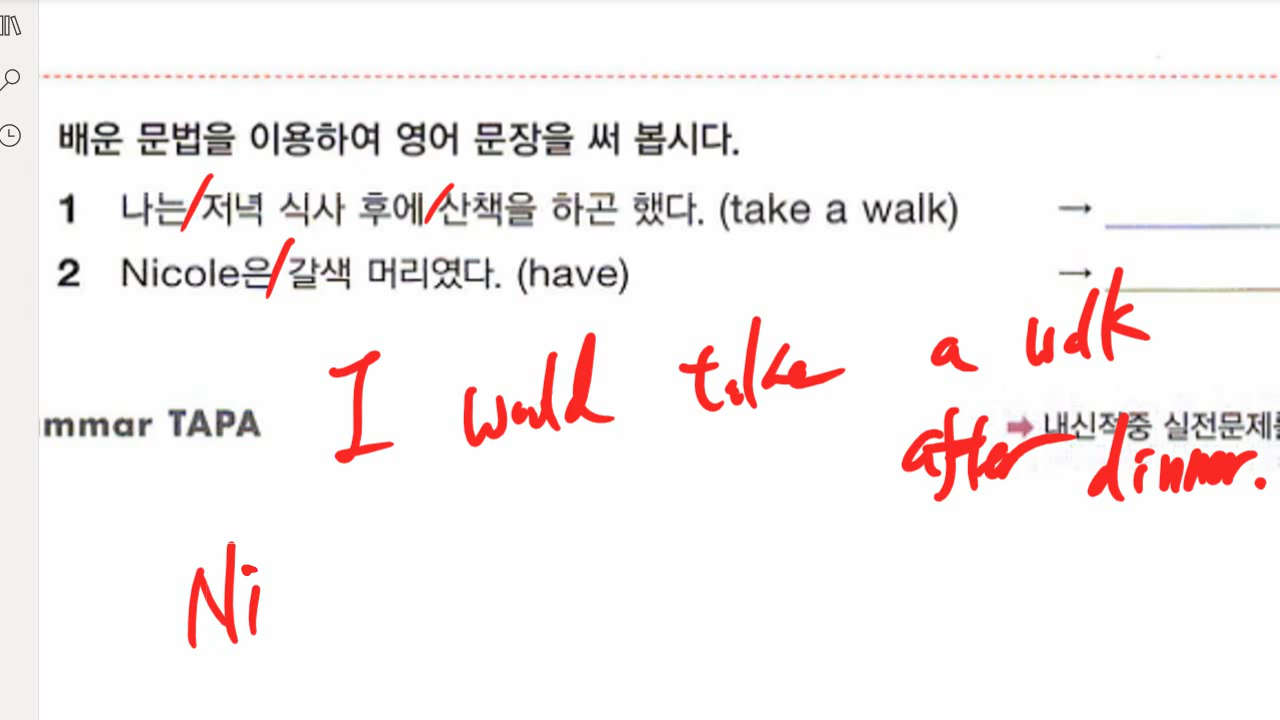 배운 문법을 이용하여 영어 문장을 써 봅시다.
1 나는/저녁 식사 후에/산책을 하곤 했다. (take a walk) →
2 Nicole은/갈색 머리였다. (have) →
I would take a walk
after dinner.
mmar TAPA
➡ 내신적중 실전문제
Ni